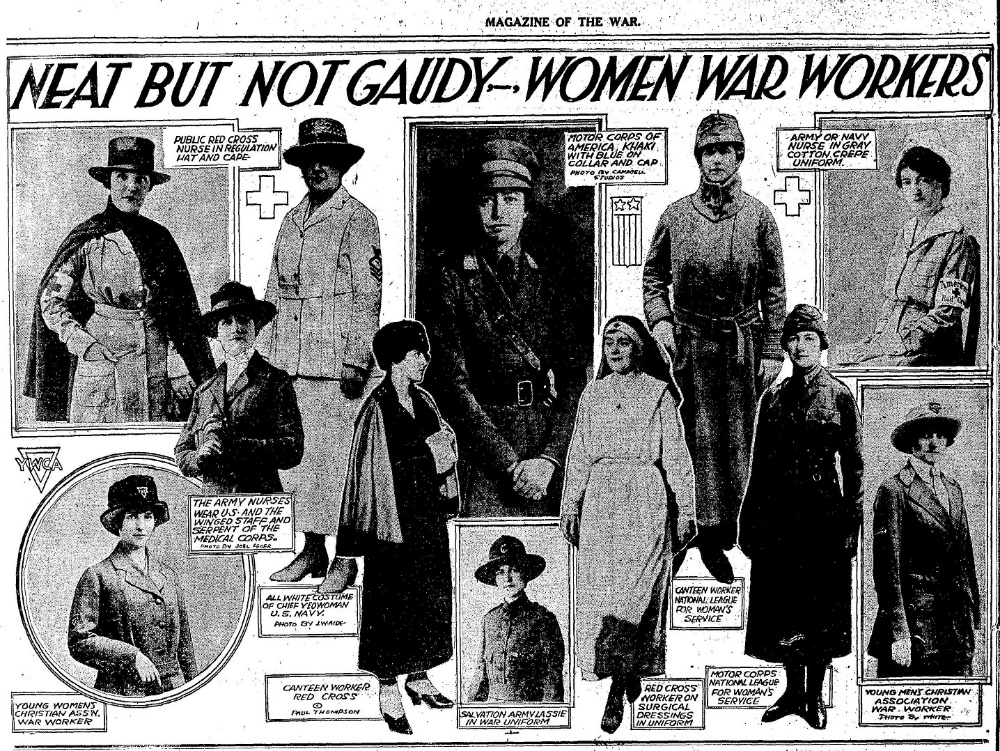 MAGAZINE OF THE WAR.
NEAT BUT NOT GAUDY—, WOMEN WAR WORKERS
PUBLIC RED CROSS
NURSE IN REGULATION
HAT AND CAPE-
MOTOR CORPS OF
AMERICA, KHAKI
WITH BLUE ON
COLLAR AND CAP.
PHOTO BY CAMPBELL
STUDIOS
ARMY OR NAVY
NURSE IN GRAY
COTTON CREPE
UNIFORM.
YWCA
THE ARMY NURSES
WEAR U.S. AND THE
WINGED STAFF AND
SERPENT OF THE
MEDICAL CORPS.
PHOTO BY JOEL
ALL WHITE COSTUME
OF CHIEF YEOWOMAN
U.S. NAVY.
PHOTO BY
CANTEEN WORKER
NATIONAL LEAGUE
FOR WOMAN'S
SERVICE
YOUNG WOMEN'S
CHRISTIAN ASS'N.
WAR WORKER
CANTEEN WORKER
RED CROSS
©
PAUL THOMPSON
SALVATION ARMY LASSIE
IN WAR UNIFORM
RED CROSS
WORKER ON
SURGICAL
DRESSINGS
IN UNIFORM
MOTOR CORPS
NATIONAL LEAGUE
FOR WOMAN'S
SERVICE
YOUNG MEN'S CHRISTIAN
ASSOCIATION
WAR WORKER
PHOTO BY WHITE-